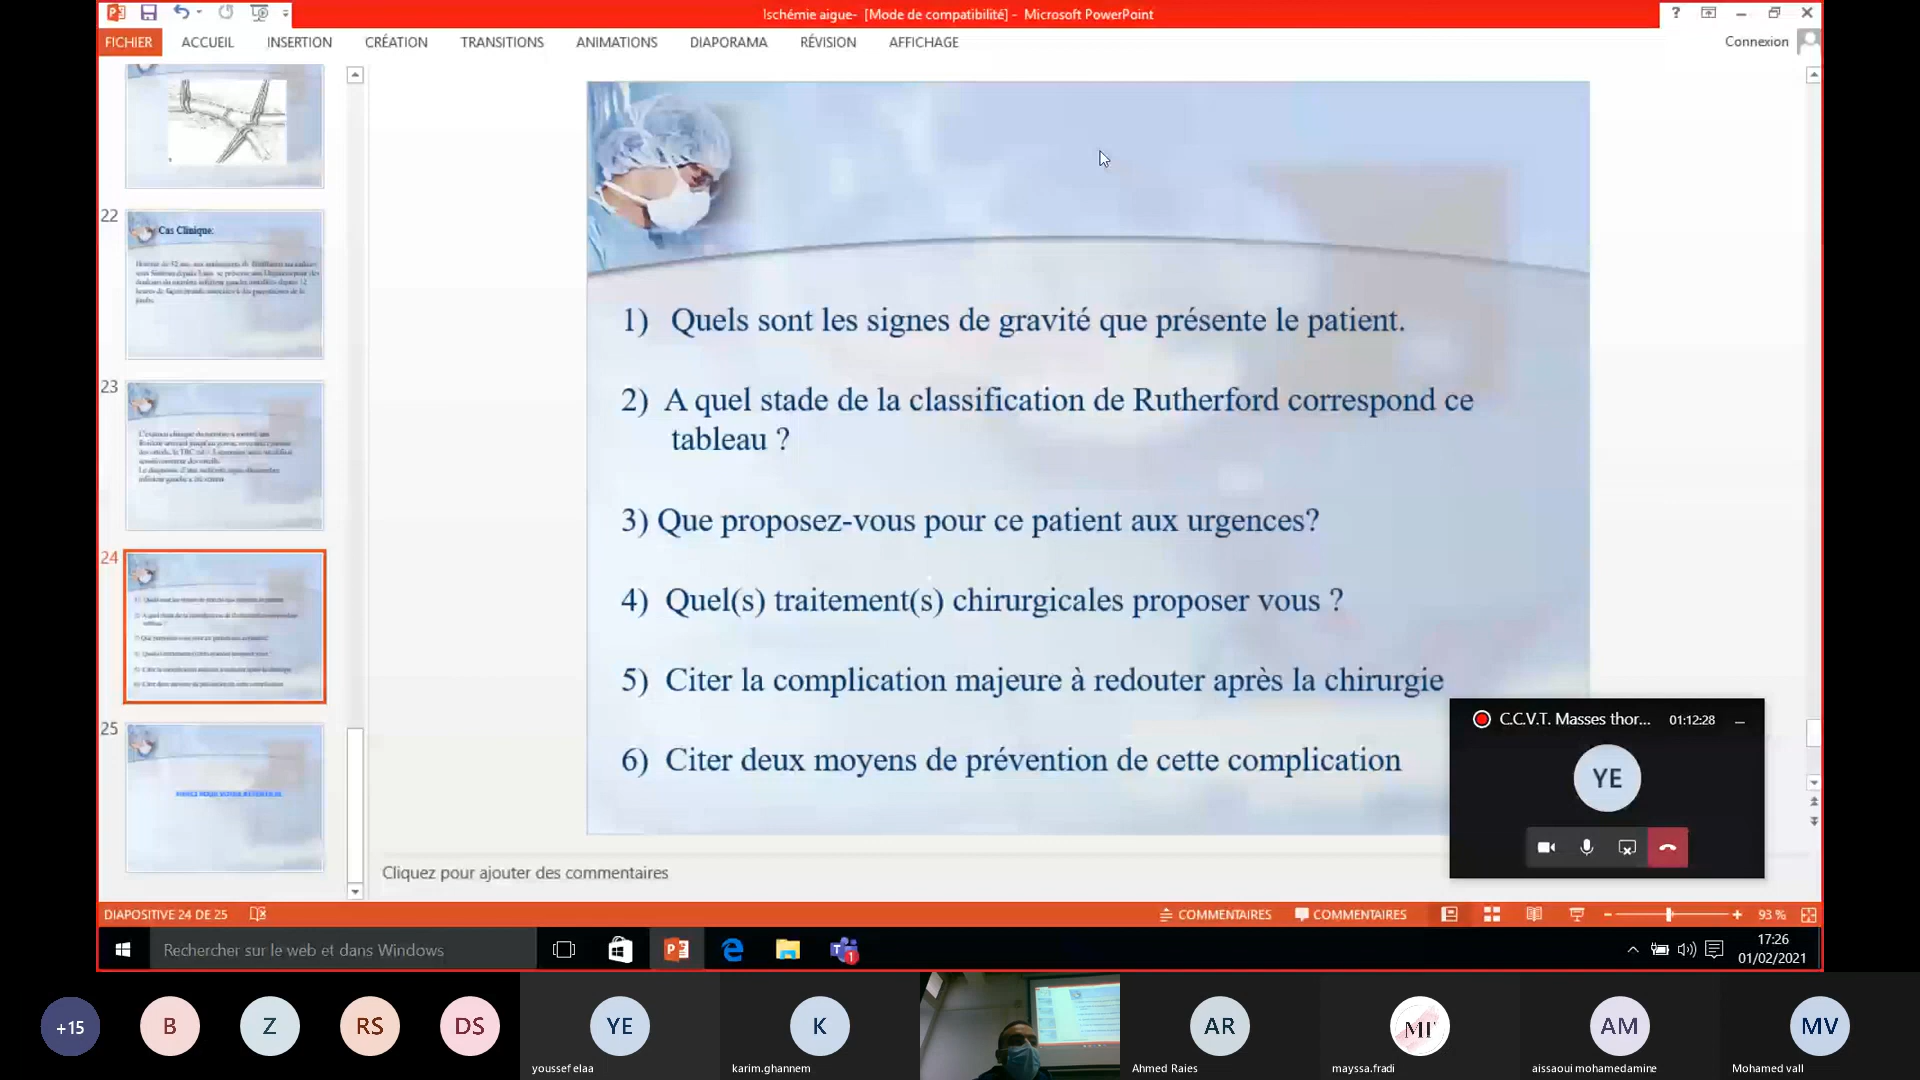 Ischémie aigue- [Mode de compatibilité] - Microsoft PowerPoint
FICHIER ACCUEIL INSERTION CRÉATION TRANSITIONS ANIMATIONS DIAPORAMA RÉVISION AFFICHAGE Connexion
22
Cas Clinique:
23
24
25
1) Quels sont les signes de gravité que présente le patient.
2) A quel stade de la classification de Rutherford correspond ce
tableau ?
3) Que proposez-vous pour ce patient aux urgences?
4) Quel(s) traitement(s) chirurgicales proposer vous ?
5) Citer la complication majeure à redouter après la chirurgie
6) Citer deux moyens de prévention de cette complication
C.C.V.T. Masses thor... 01:12:28
YE
Cliquez pour ajouter des commentaires
DIAPOSITIVE 24 DE 25 COMMENTAIRES COMMENTAIRES 93 %
Rechercher sur le web et dans Windows
17:26
01/02/2021
+15 B Z RS DS YE K AR MF AM MV
youssef elaa karim.ghannem Ahmed Raies mayssa.fradi aissaoui mohamedamine Mohamed vall